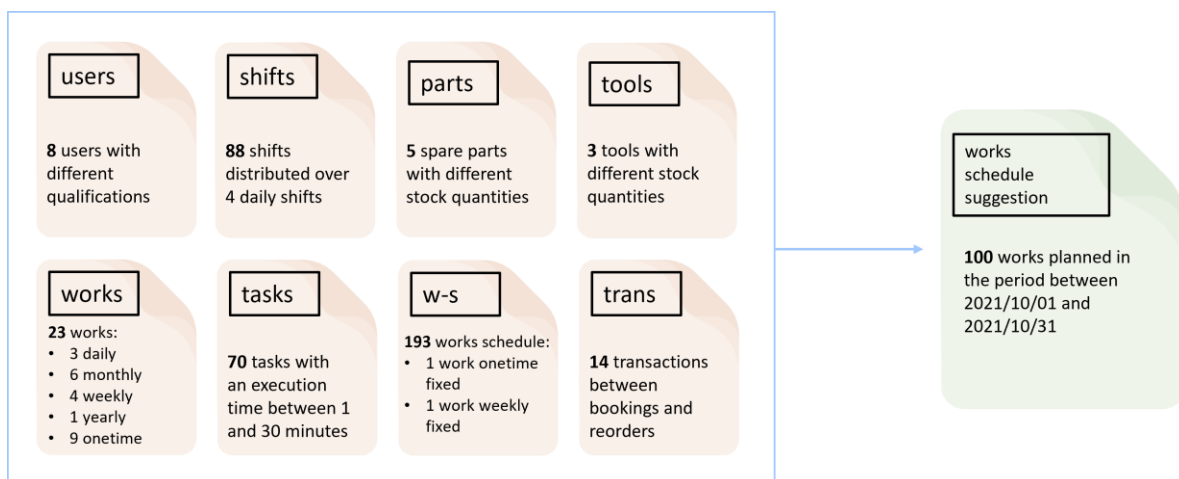 users
8 users with
different
qualifications
shifts
88 shifts
distributed over
4 daily shifts
parts
5 spare parts
with different
stock quantities
tools
3 tools with
different stock
quantities
works
23 works:
• 3 daily
• 6 monthly
• 4 weekly
• 1 yearly
• 9 onetime
tasks
70 tasks with
an execution
time between 1
and 30 minutes
w-s
193 works schedule:
• 1 work onetime
fixed
• 1 work weekly
fixed
trans
14 transactions
between
bookings and
reorders
works
schedule
suggestion
100 works planned in
the period between
2021/10/01 and
2021/10/31